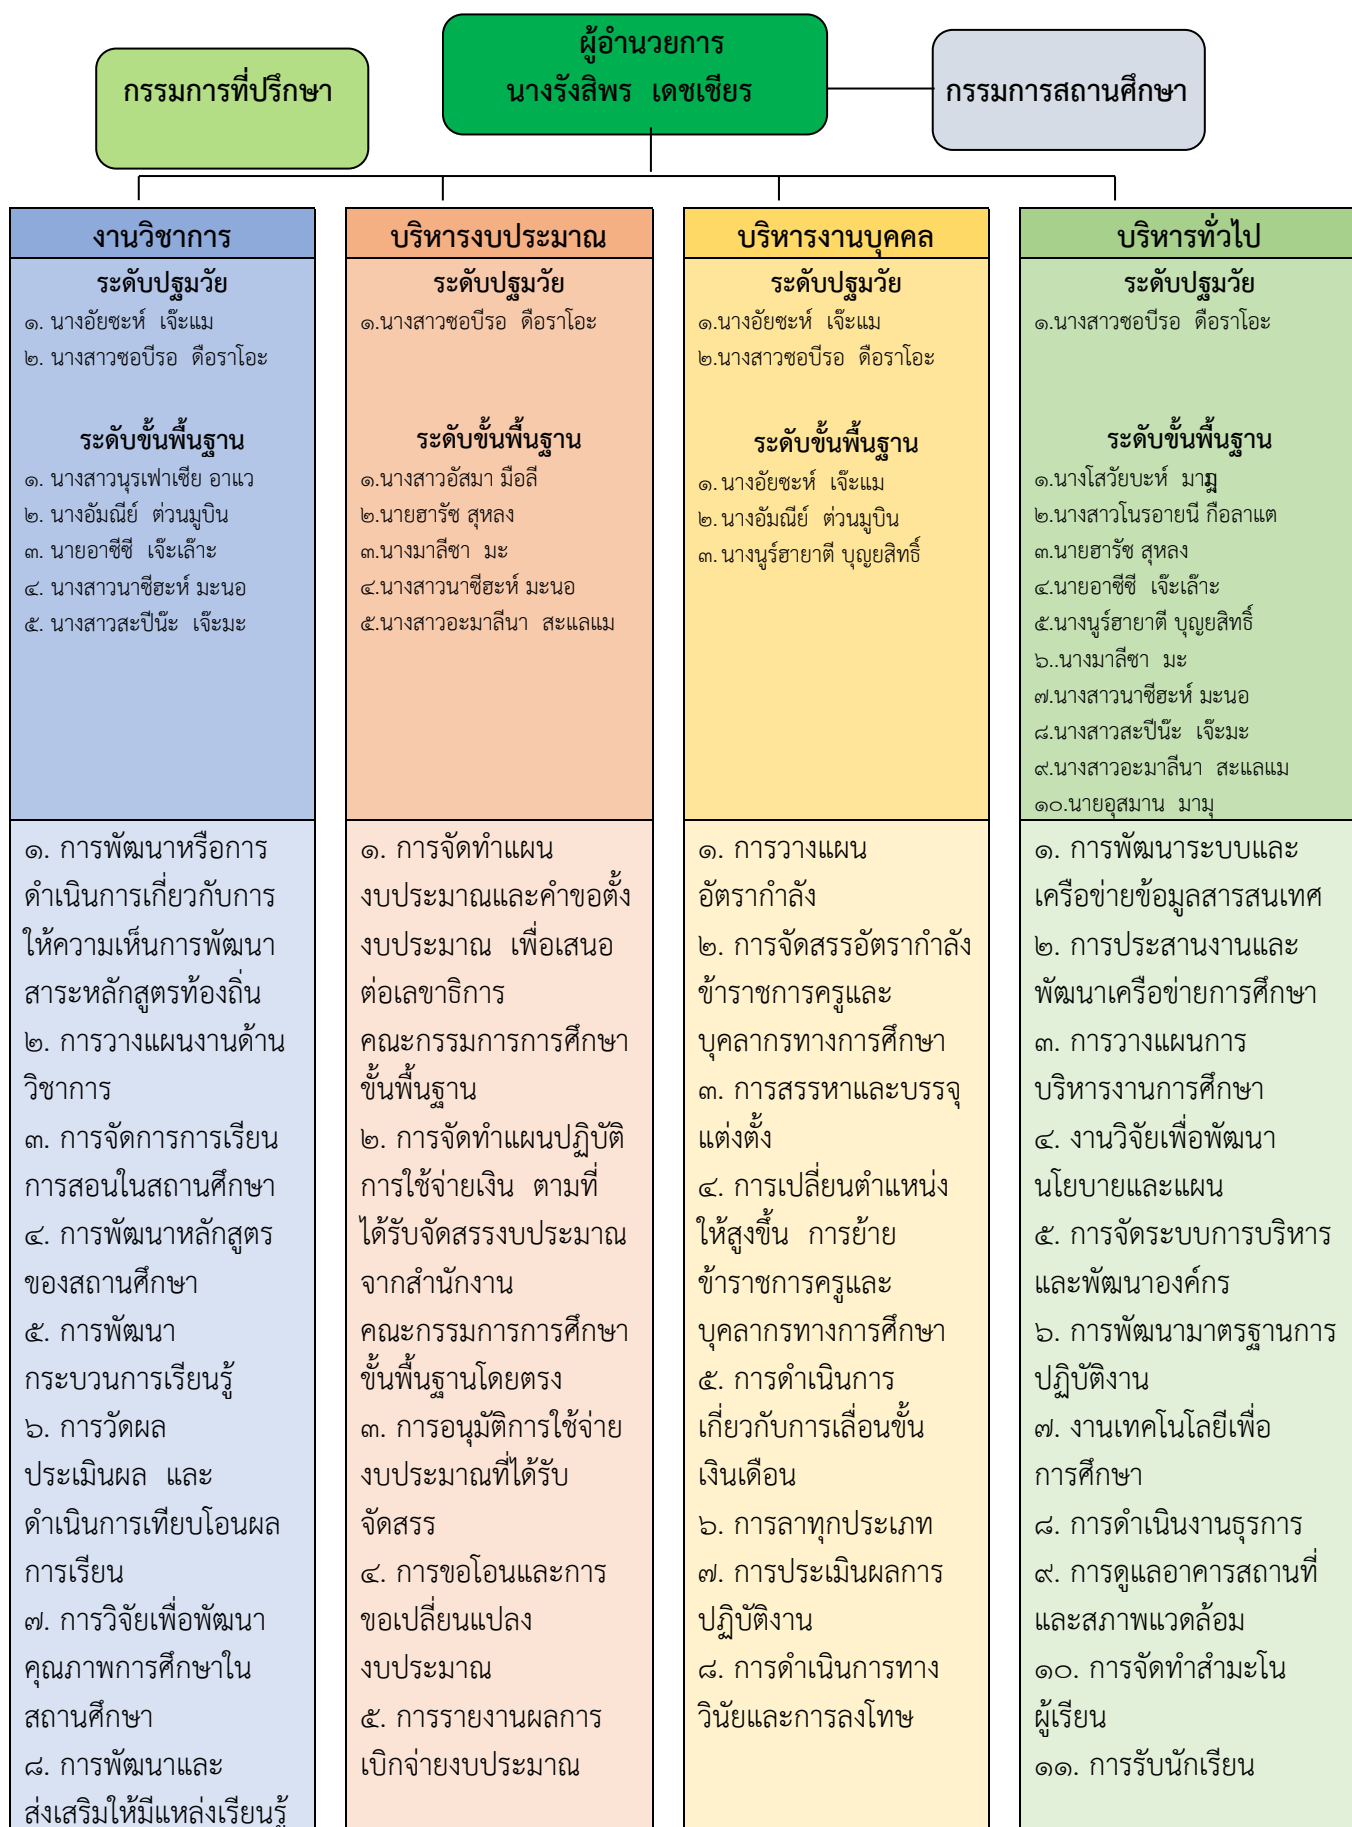 ผู้อำนวยการ
นางรังสิพร เดชเชียร
กรรมการที่ปรึกษา
กรรมการสถานศึกษา
งานวิชาการ
ระดับปฐมวัย
๑. นางอัยซะห์ เจ๊ะแม
๒. นางสาวซอบีรอ ดือราโอะ
ระดับขั้นพื้นฐาน
๑. นางสาวนุรเฟาเซีย อาแว
๒. นางอัมณีย์ ต่วนมูบิน
๓. นายอาซีซี เจ๊ะเล๊าะ
๔. นางสาวนาซีฮะห์ มะนอ
๕. นางสาวสะปีน๊ะ เจ๊ะมะ
๑. การพัฒนาหรือการ
ดำเนินการเกี่ยวกับการ
ให้ความเห็นการพัฒนา
สาระหลักสูตรท้องถิ่น
๒. การวางแผนงานด้าน
วิชาการ
๓. การจัดการการเรียน
การสอนในสถานศึกษา
๔. การพัฒนาหลักสูตร
ของสถานศึกษา
๕. การพัฒนา
กระบวนการเรียนรู้
๖. การวัดผล
ประเมินผล และ
ดำเนินการเทียบโอนผล
การเรียน
๗. การวิจัยเพื่อพัฒนา
คุณภาพการศึกษาใน
สถานศึกษา
๘. การพัฒนาและ
ส่งเสริมให้มีแหล่งเรียนรู้
บริหารงบประมาณ
ระดับปฐมวัย
๑.นางสาวซอบีรอ ดือราโอะ
ระดับขั้นพื้นฐาน
๑.นางสาวอัสมา มือลี
๒.นายฮารัซ สุหลง
๓.นางมาลีซา มะ
๔.นางสาวนาซีฮะห์ มะนอ
๕.นางสาวอะมาลีนา สะแลแม
๑. การจัดทำแผน
งบประมาณและคำขอตั้ง
งบประมาณ เพื่อเสนอ
ต่อเลขาธิการ
คณะกรรมการการศึกษา
ขั้นพื้นฐาน
๒. การจัดทำแผนปฏิบัติ
การใช้จ่ายเงิน ตามที่
ได้รับจัดสรรงบประมาณ
จากสำนักงาน
คณะกรรมการการศึกษา
ขั้นพื้นฐานโดยตรง
๓. การอนุมัติการใช้จ่าย
งบประมาณที่ได้รับ
จัดสรร
๔. การขอโอนและการ
ขอเปลี่ยนแปลง
งบประมาณ
๕. การรายงานผลการ
เบิกจ่ายงบประมาณ
บริหารงานบุคคล
ระดับปฐมวัย
๑.นางอัยซะห์ เจ๊ะแม
๒.นางสาวซอบีรอ ดือราโอะ
ระดับขั้นพื้นฐาน
๑. นางอัยซะห์ เจ๊ะแม
๒. นางอัมณีย์ ต่วนมูบิน
๓. นางนูร์ฮายาตี บุญยสิทธิ์
๑. การวางแผน
อัตรากำลัง
๒. การจัดสรรอัตรากำลัง
ข้าราชการครูและ
บุคลากรทางการศึกษา
๓. การสรรหาและบรรจุ
แต่งตั้ง
๔. การเปลี่ยนตำแหน่ง
ให้สูงขึ้น การย้าย
ข้าราชการครูและ
บุคลากรทางการศึกษา
๕. การดำเนินการ
เกี่ยวกับการเลื่อนขั้น
เงินเดือน
๖. การลาทุกประเภท
๗. การประเมินผลการ
ปฏิบัติงาน
๘. การดำเนินการทาง
วินัยและการลงโทษ
บริหารทั่วไป
ระดับปฐมวัย
๑.นางสาวซอบีรอ ดือราโอะ
ระดับขั้นพื้นฐาน
๑.นางโสวัยบะห์
๒.นางสาวโนรอายนี กือลาแต
๓.นายฮารัซ สุหลง
๔.นายอาซีซี เจ๊ะเล๊าะ
๕.นางนูร์ฮายาตี บุญยสิทธิ์
๖..นางมาลีซา มะ
๗.นางสาวนาซีฮะห์ มะนอ
๘.นางสาวสะปีน๊ะ เจ๊ะมะ
๙.นางสาวอะมาลีนา สะแลแม
๑๐.นายอุสมาน มามุ
๑. การพัฒนาระบบและ
เครือข่ายข้อมูลสารสนเทศ
๒. การประสานงานและ
พัฒนาเครือข่ายการศึกษา
๓. การวางแผนการ
บริหารงานการศึกษา
๔. งานวิจัยเพื่อพัฒนา
นโยบายและแผน
๕. การจัดระบบการบริหาร
และพัฒนาองค์กร
๖. การพัฒนามาตรฐานการ
ปฏิบัติงาน
๗. งานเทคโนโลยีเพื่อ
การศึกษา
๘. การดำเนินงานธุรการ
๙. การดูแลอาคารสถานที่
และสภาพแวดล้อม
๑๐. การจัดทำสำมะโน
ผู้เรียน
๑๑. การรับนักเรียน